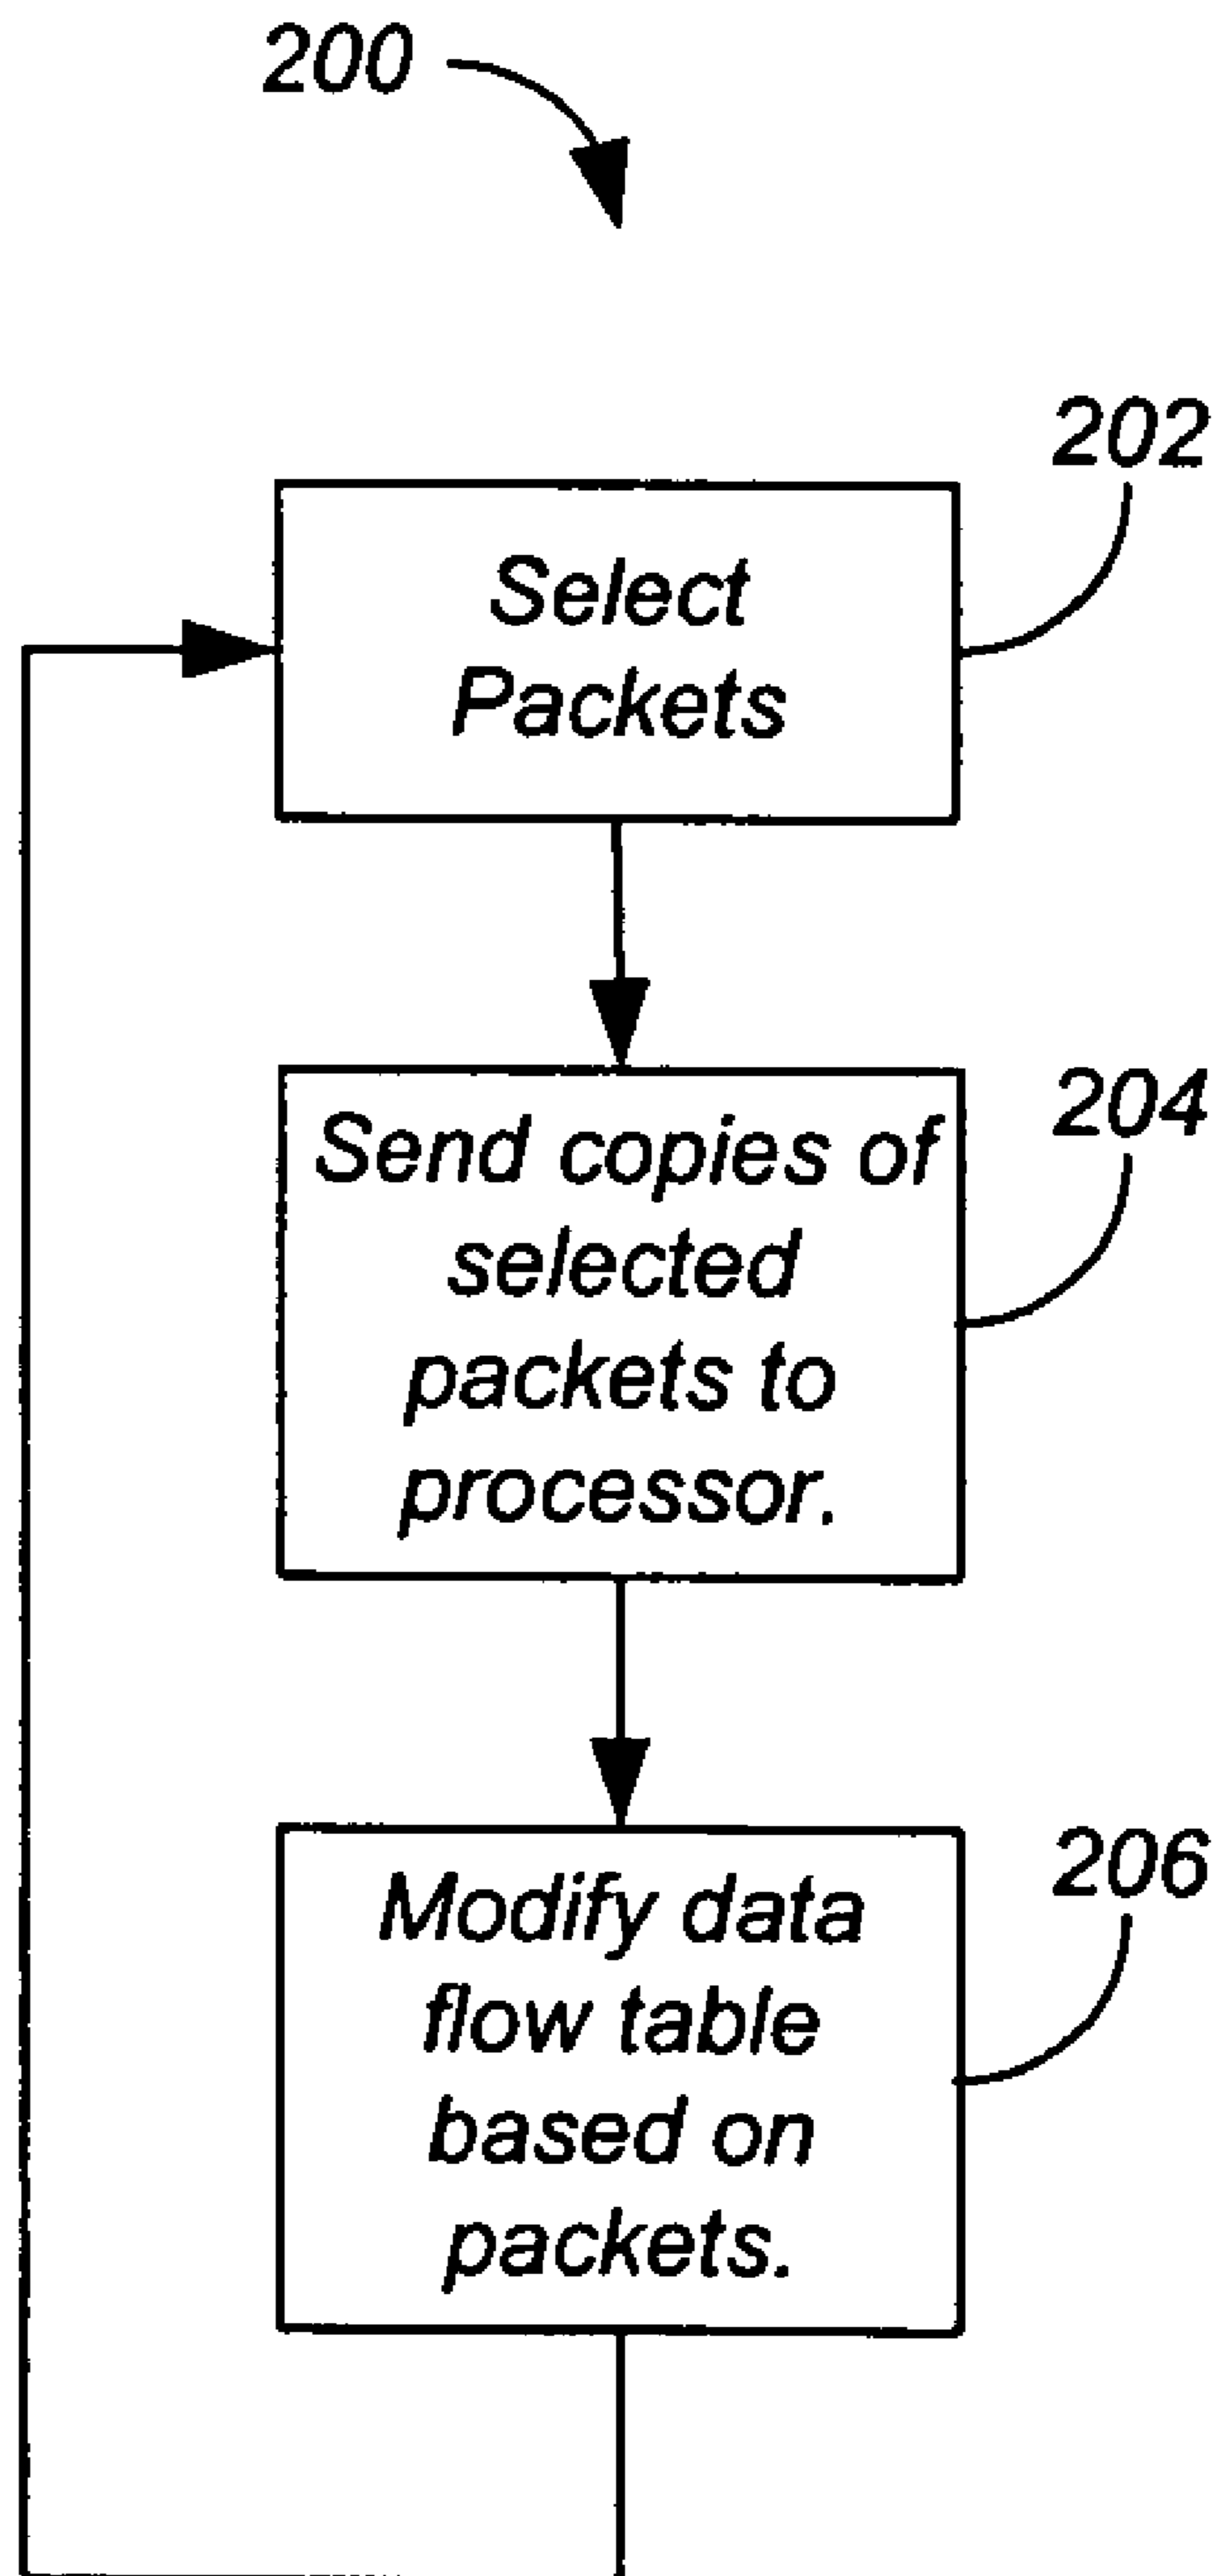 200
202
Select
Packets
204
Send copies of
selected
packets to
processor.
206
Modify data
flow table
based on
packets.